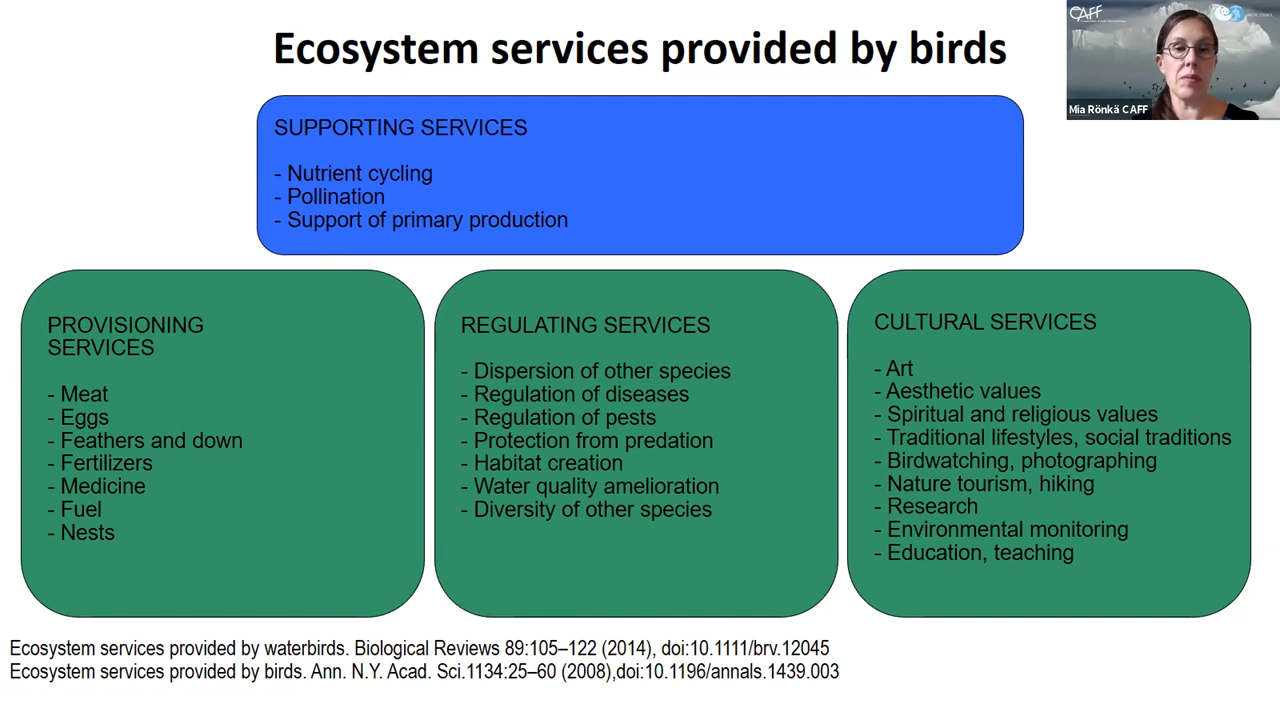 Ecosystem services provided by birds
CAFF
Mia Rönkä CAFF
SUPPORTING SERVICES
- Nutrient cycling
- Pollination
- Support of primary production
PROVISIONING
SERVICES
- Meat
- Eggs
- Feathers and down
- Fertilizers
- Medicine
- Fuel
- Nests
REGULATING SERVICES
- Dispersion of other species
- Regulation of diseases
- Regulation of pests
- Protection from predation
- Habitat creation
- Water quality amelioration
- Diversity of other species
CULTURAL SERVICES
- Art
- Aesthetic values
- Spiritual and religious values
- Traditional lifestyles, social traditions
- Birdwatching, photographing
- Nature tourism, hiking
- Research
- Environmental monitoring
- Education, teaching
Ecosystem services provided by waterbirds. Biological Reviews 89:105–122 (2014), doi:10.1111/brv.12045
Ecosystem services provided by birds. Ann. N.Y. Acad. Sci.1134:25–60 (2008),doi:10.1196/annals.1439.003